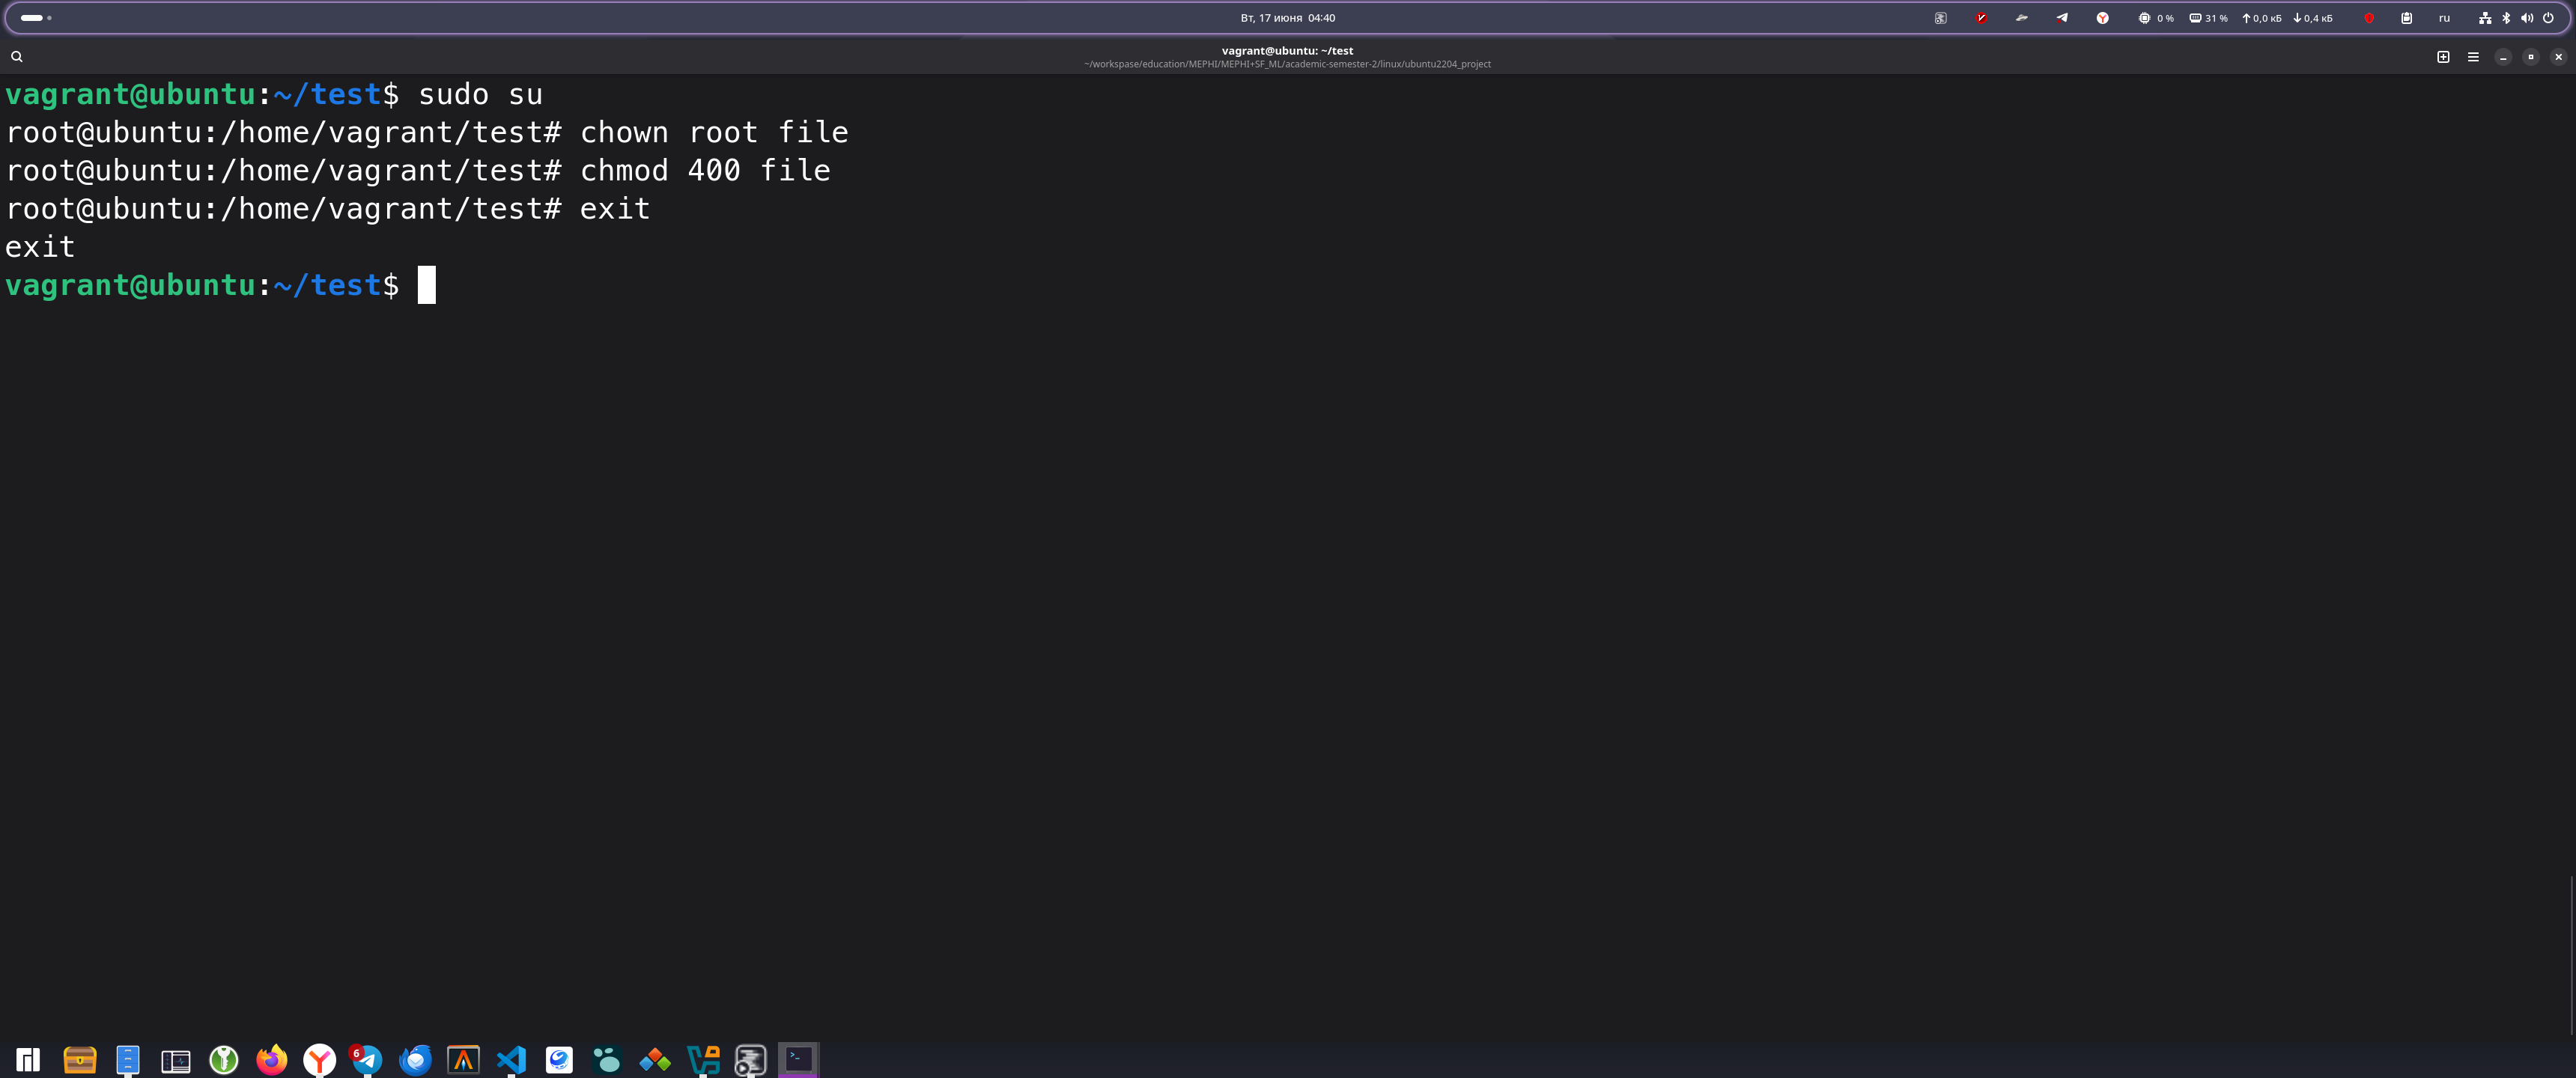 Вт, 17 июня 04:40
0 %
31 %
0,0 кБ
0,4 кБ
ru
vagrant@ubuntu: ~/test
~/workspase/education/MEPHI/MEPHI+SF_ML/academic-semester-2/linux/ubuntu2204_project
vagrant@ubuntu:~/test$ sudo su
root@ubuntu:/home/vagrant/test# chown root file
root@ubuntu:/home/vagrant/test# chmod 400 file
root@ubuntu:/home/vagrant/test# exit
exit
vagrant@ubuntu:~/test$
6